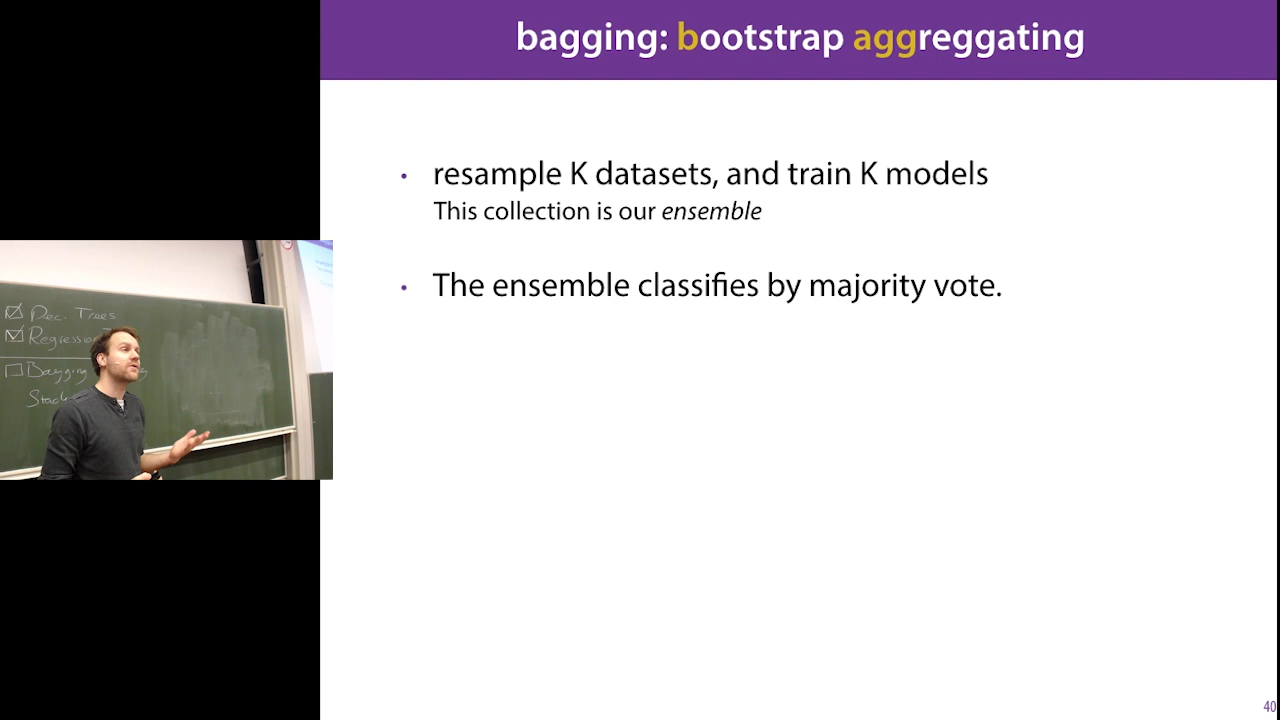 bagging: bootstrap aggreggating
• resample K datasets, and train K models
This collection is our ensemble
• The ensemble classifies by majority vote.
Dec. Trees
Regression
Bagging
40